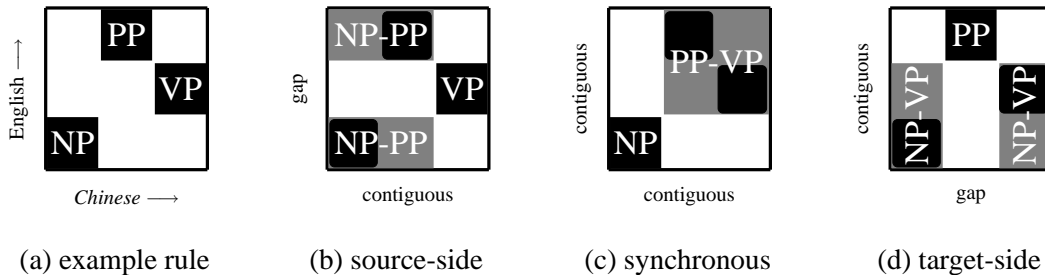 English →
PP
VP
NP
Chinese →
(a) example rule
gap
NP-PP
VP
NP-PP
contiguous
(b) source-side
contiguous
PP-VP
NP
contiguous
(c) synchronous
contiguous
PP
NP-VP
NP-VP
gap
(d) target-side